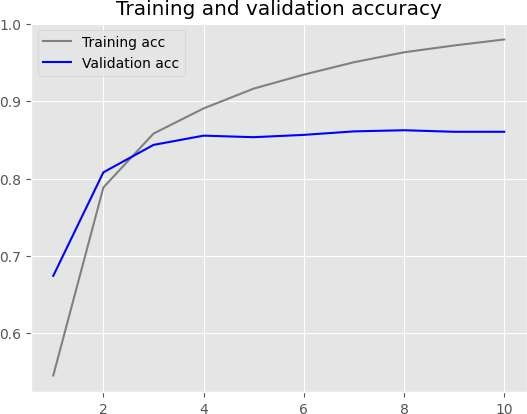 Training and validation accuracy
1.0
Training acc
Validation acc
0.9
0.8
0.7
0.6
2 4 6 8 10